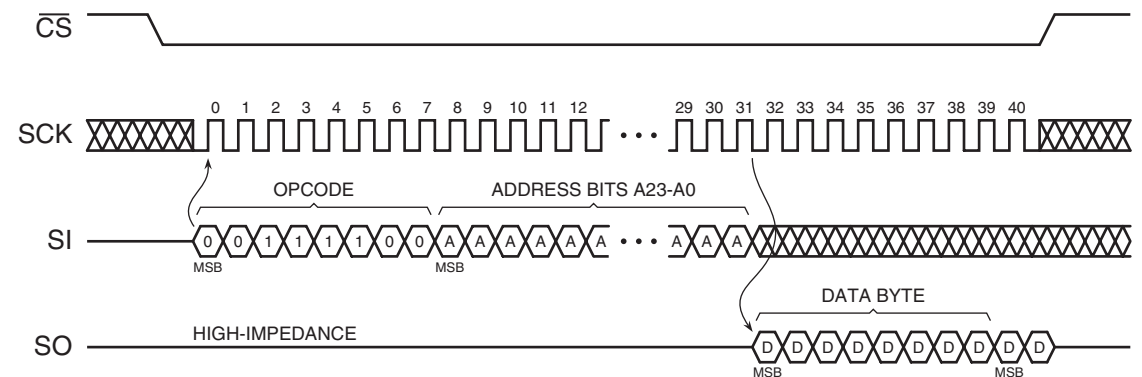 CS
0 1 2 3 4 5 6 7 8 9 10 11 12 29 30 31 32 33 34 35 36 37 38 39 40
SCK
OPCODE ADDRESS BITS A23-A0
SI 0 0 1 1 1 1 0 0 A A A A A A • • • A A A
MSB MSB
DATA BYTE
HIGH-IMPEDANCE
SO D D D D D D D D D D
MSB MSB